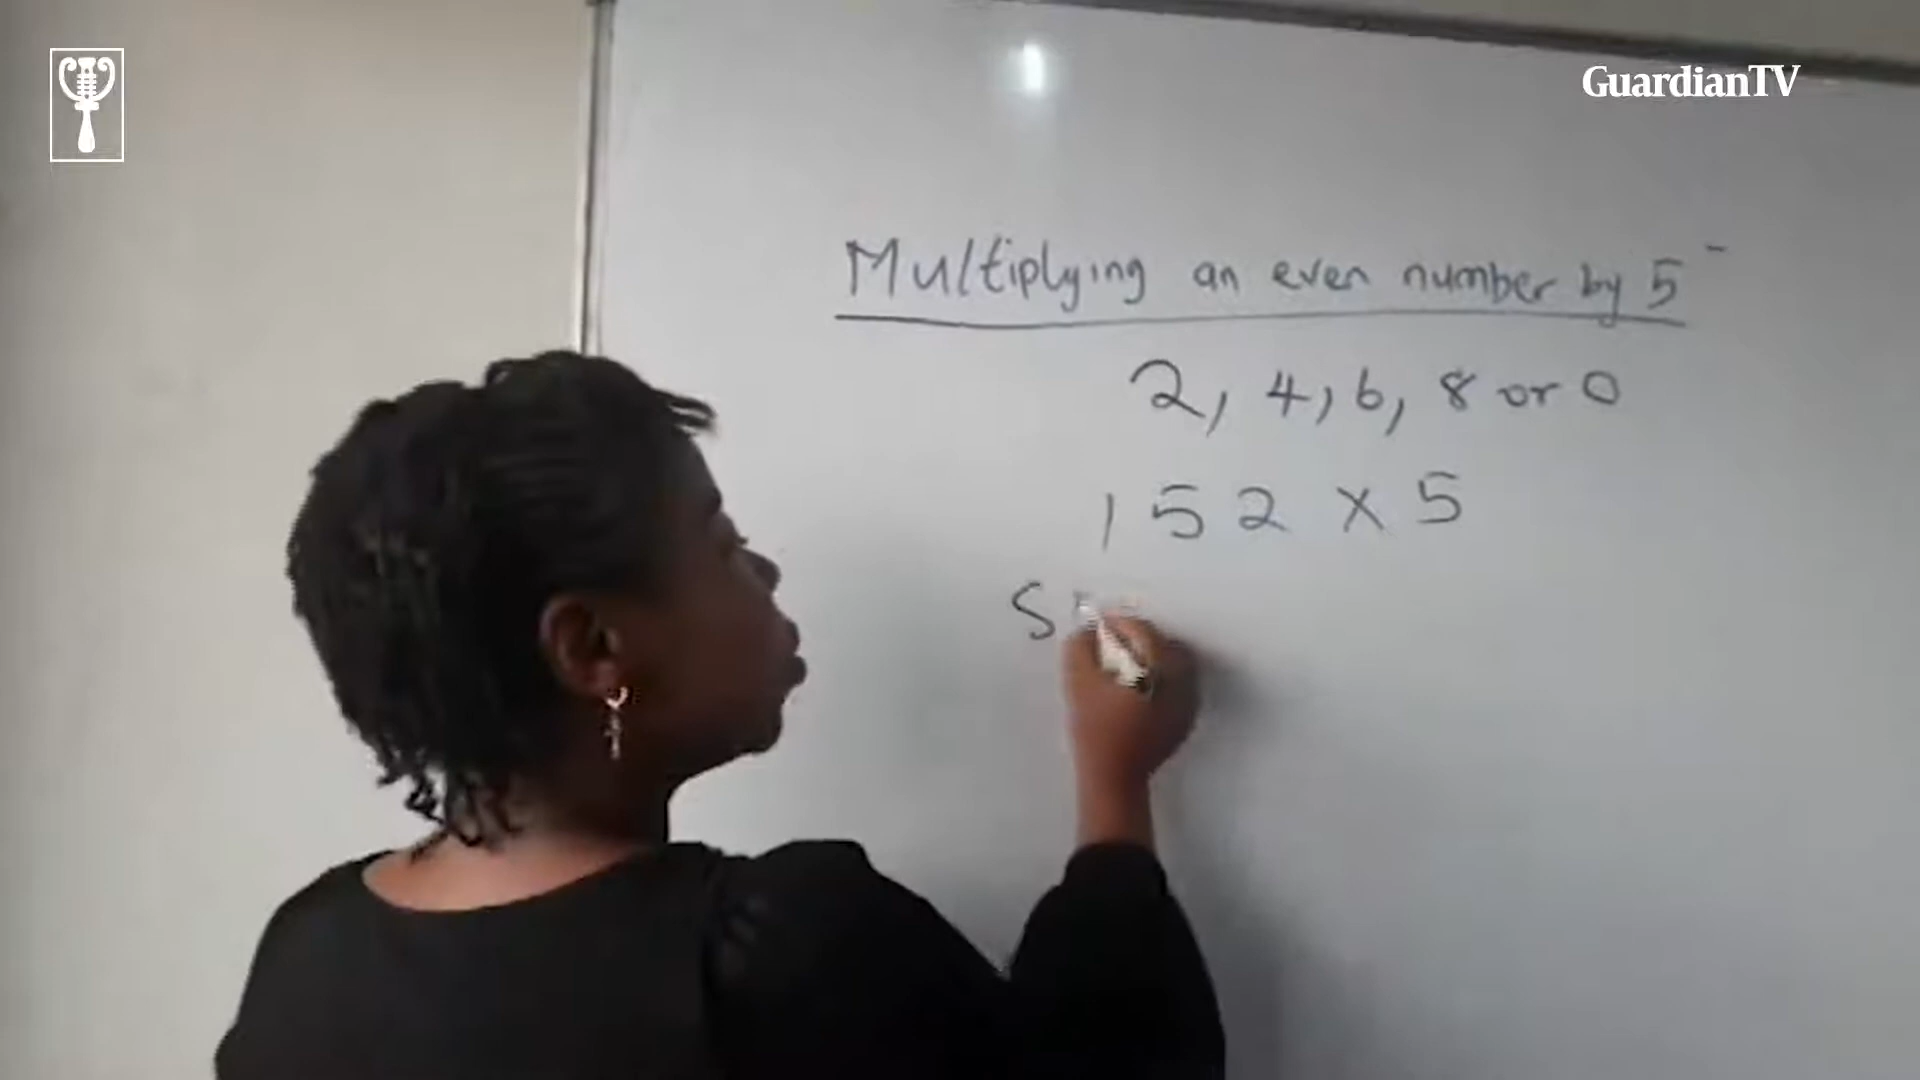 GuardianTV
Multiplying an even number by 5
2, 4, 6, 8 or 0
152 x 5
S